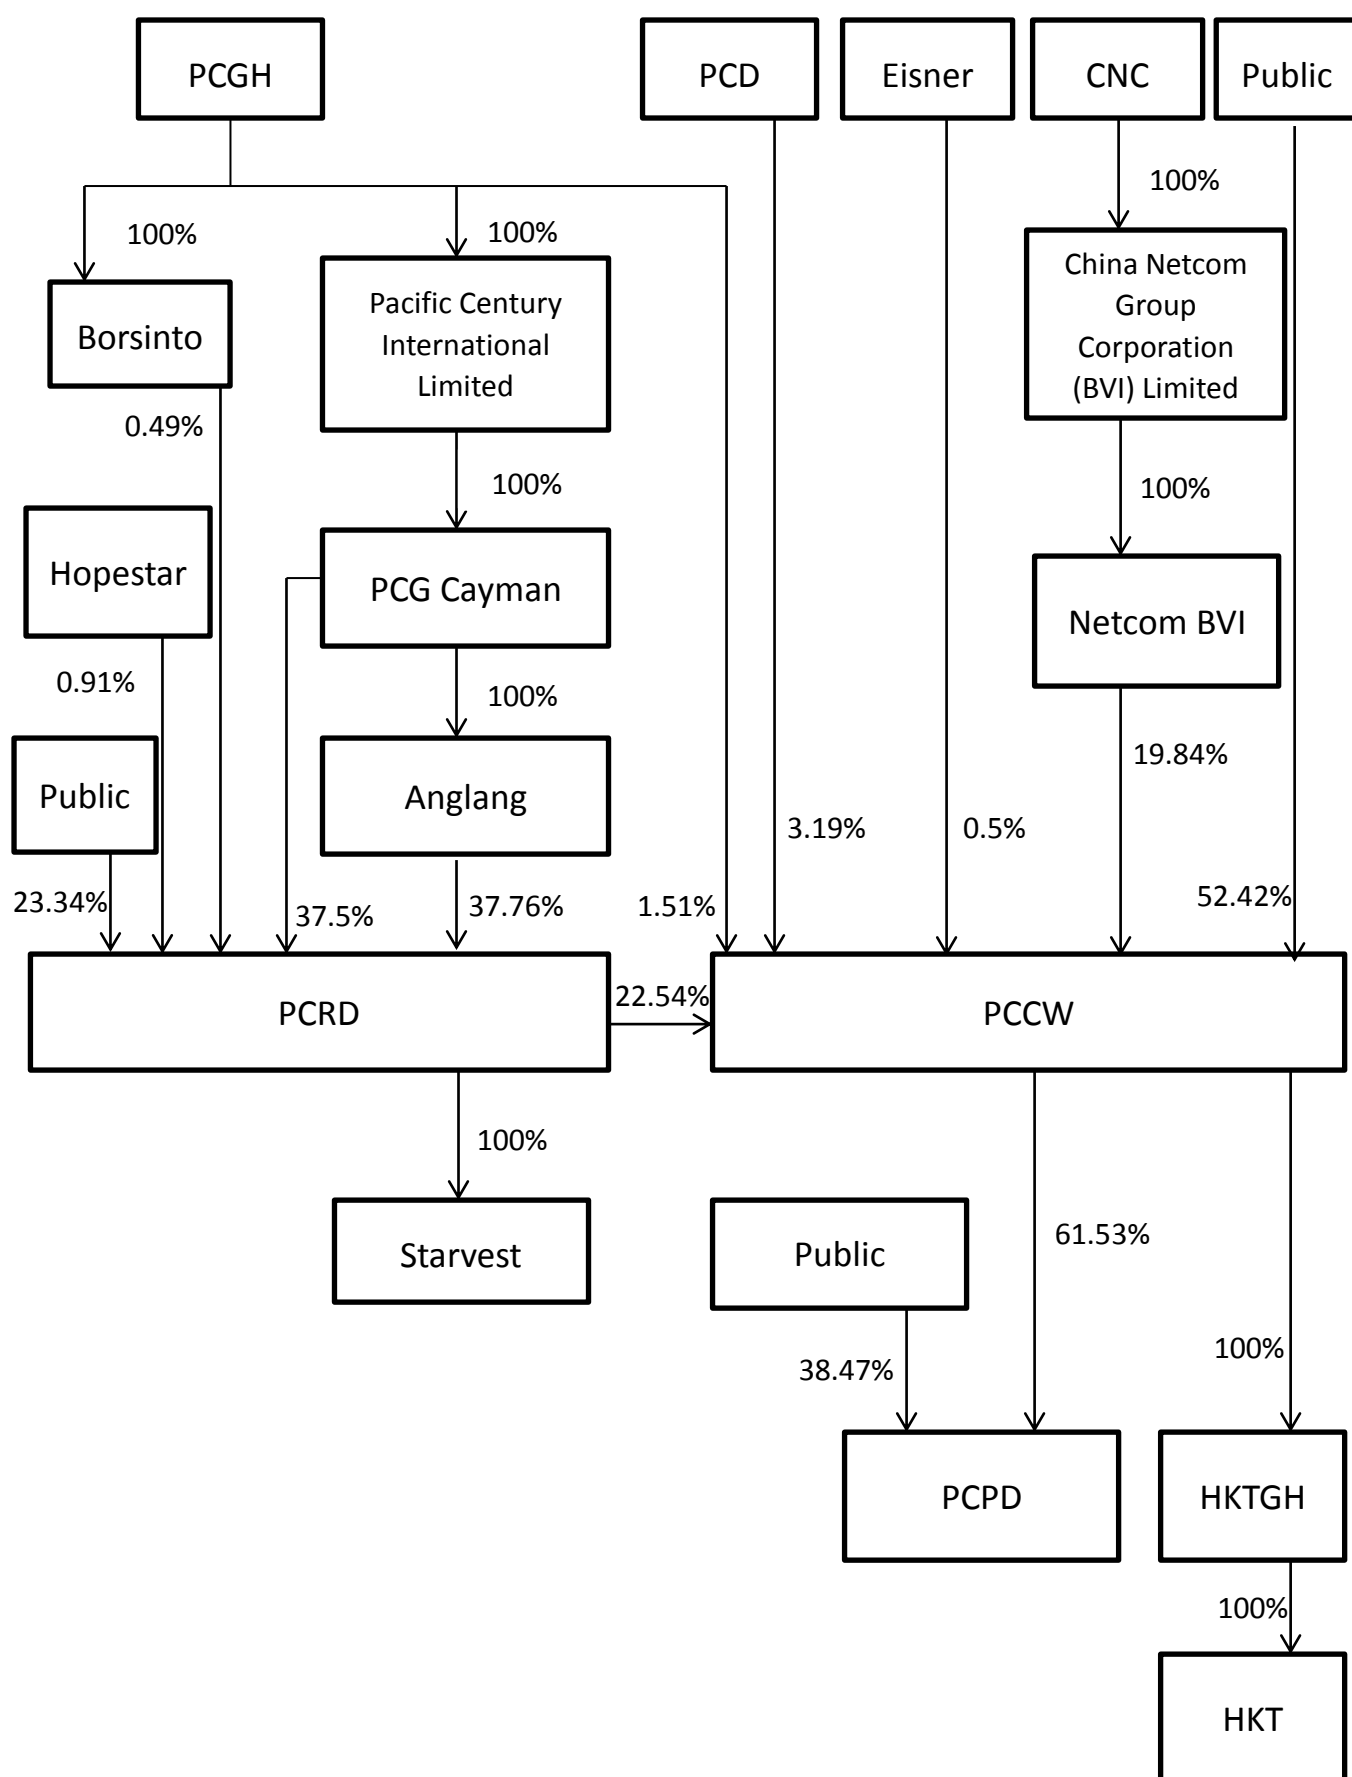 PCGH
PCD
Eisner
CNC
Public
100%
100%
100%
Borsinto
Pacific Century
International
Limited
China Netcom
Group
Corporation
(BVI) Limited
0.49%
100%
100%
Hopestar
PCG Cayman
Netcom BVI
0.91%
100%
19.84%
Public
Anglang
3.19%
0.5%
23.34%
37.5%
37.76%
1.51%
52.42%
PCRD
22.54%
PCCW
100%
Starvest
Public
61.53%
38.47%
100%
PCPD
HKTGH
100%
HKT